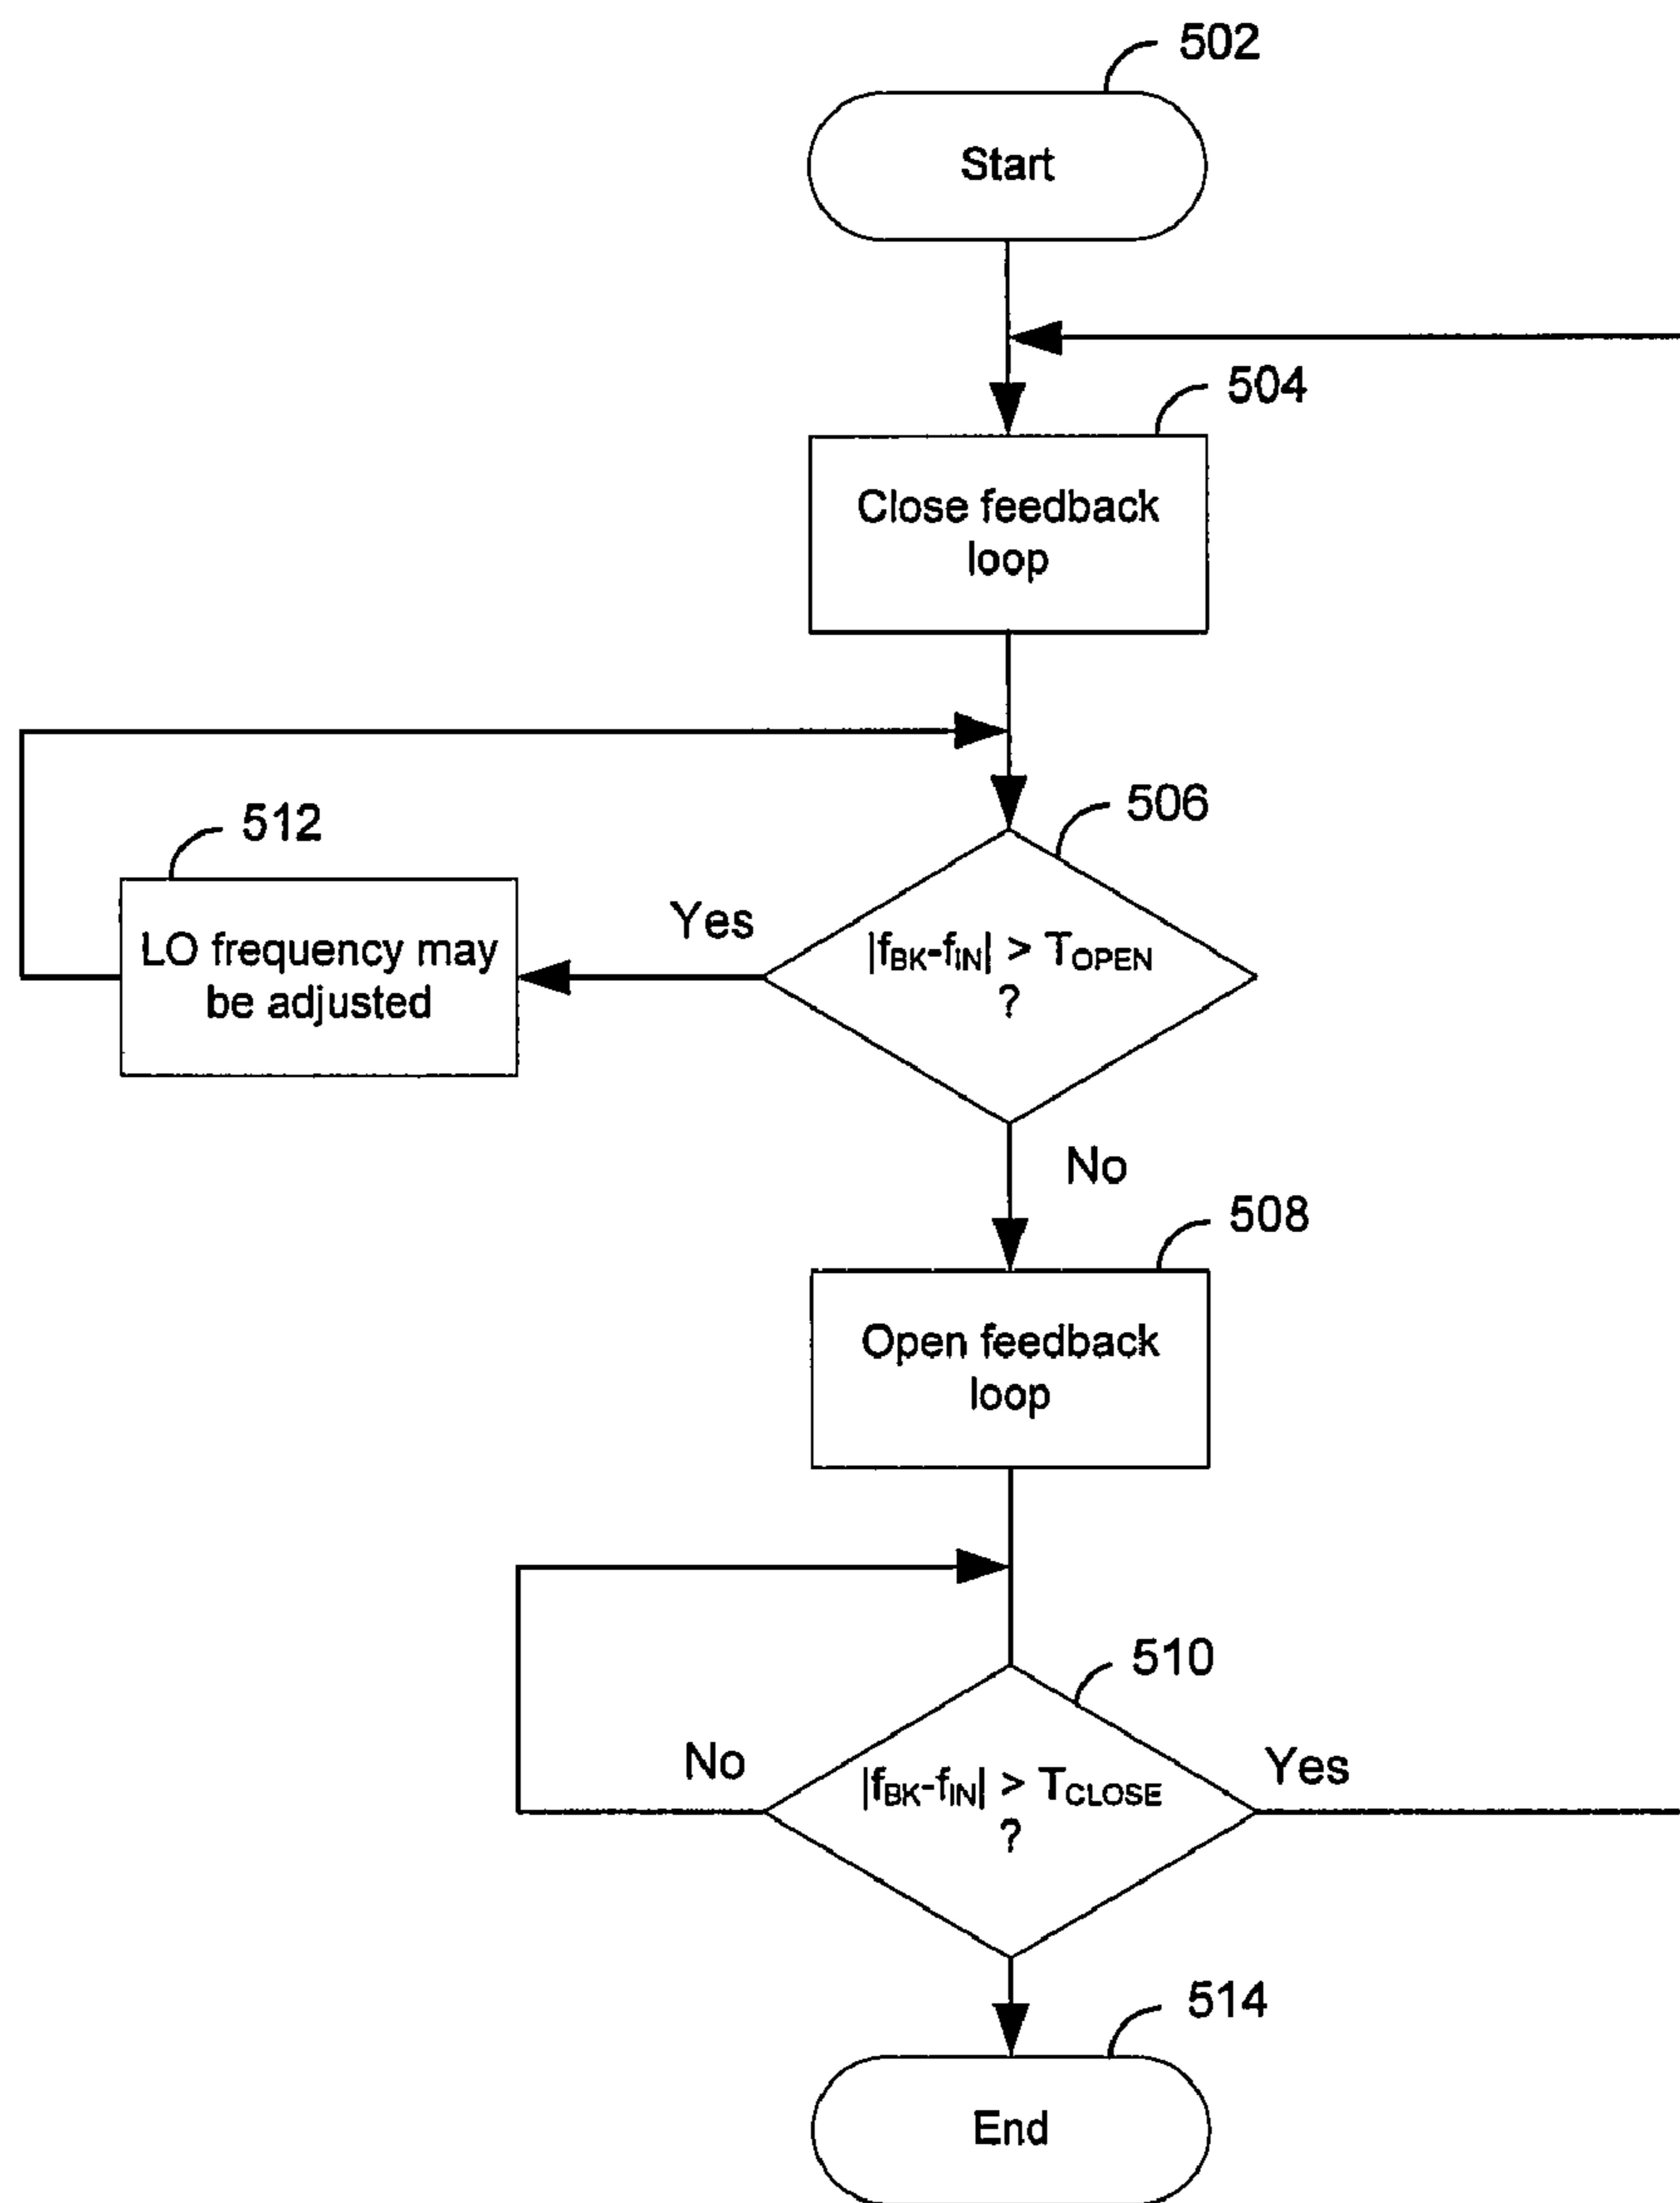 502
Start
504
Close feedback
loop
506
512
Yes
LO frequency may
be adjusted
|fBK-fIN| > TOPEN
?
No
508
Open feedback
loop
510
No
|fBK-fIN| > TCLOSE
?
Yes
514
End